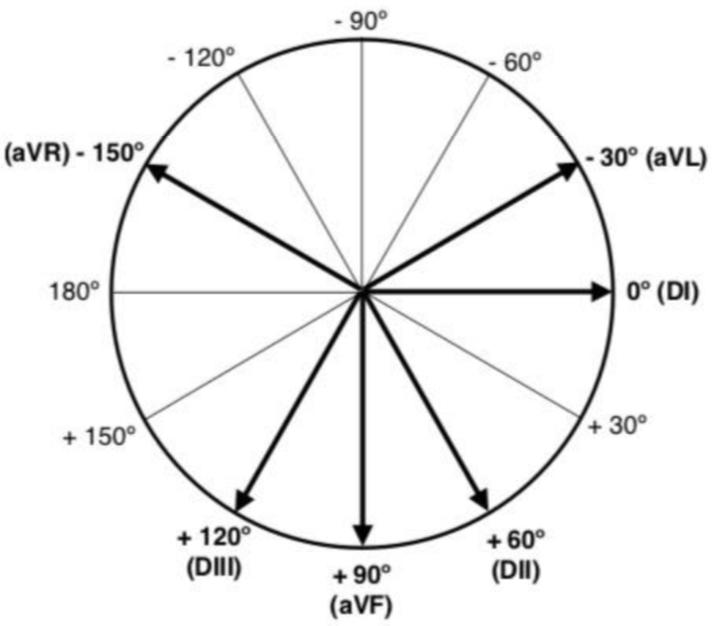 - 90º
- 120º
- 60º
(aVR) - 150º
- 30º (aVL)
180º
0º (DI)
+ 150º
+ 30º
+ 120º
(DIII)
+ 90º
(aVF)
+ 60º
(DII)